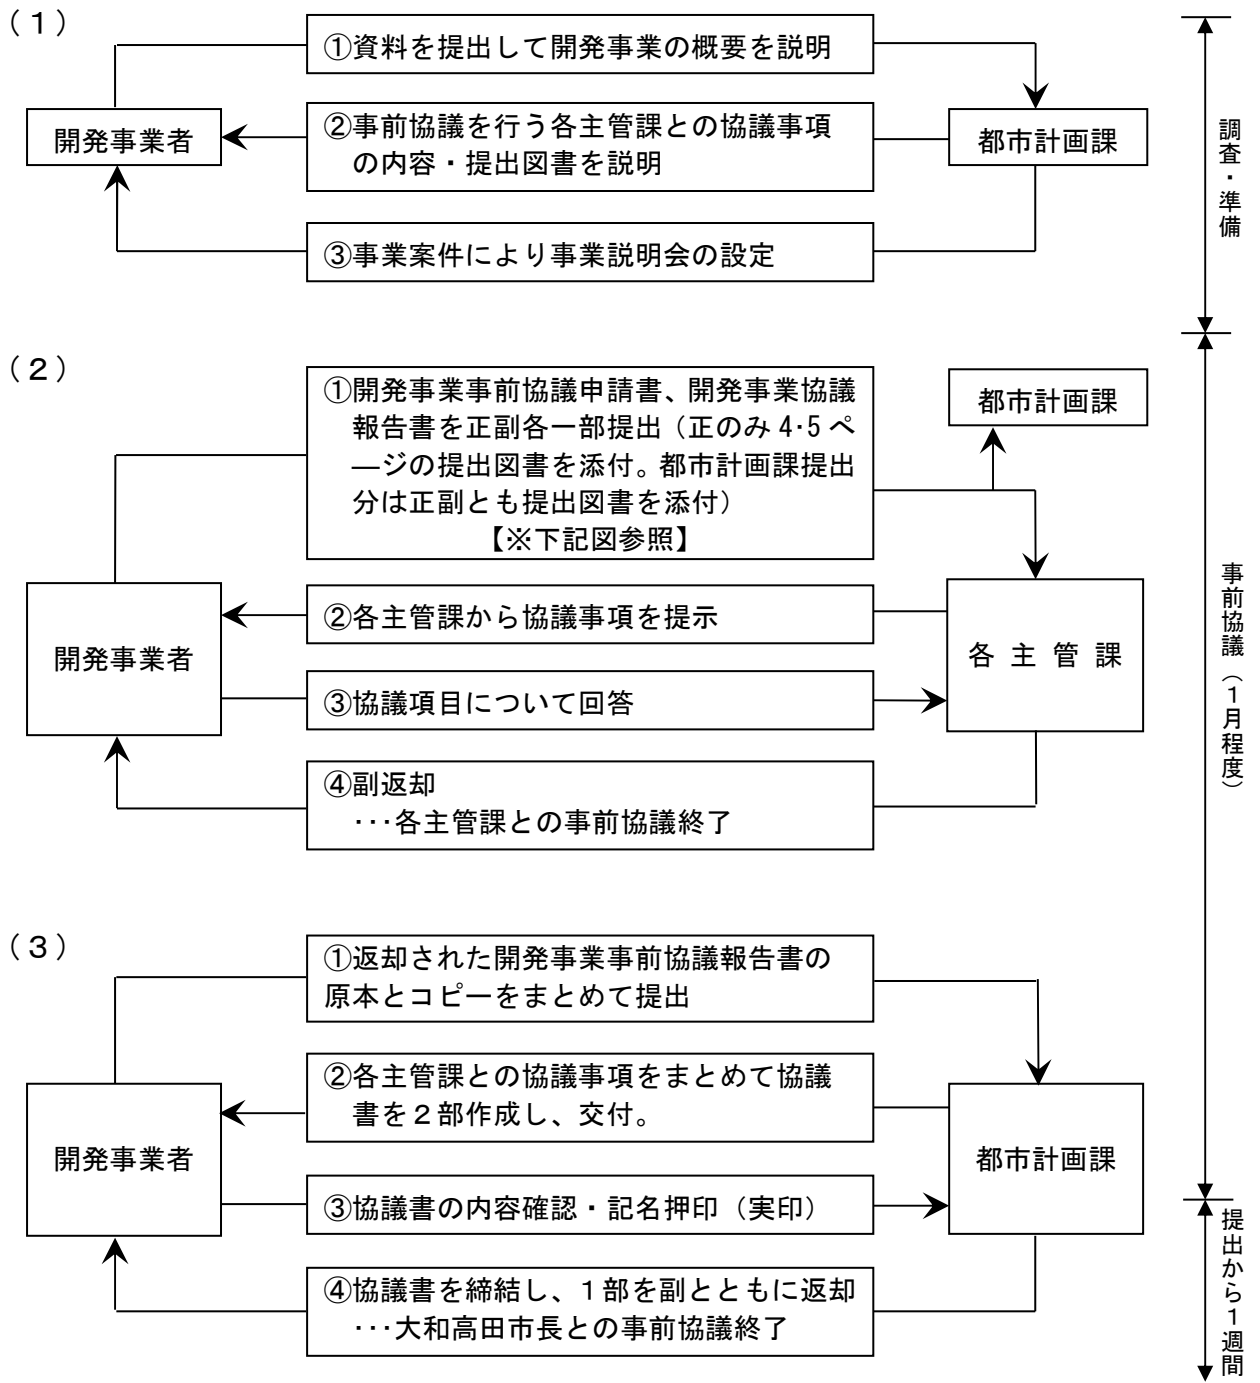 （１）
①資料を提出して開発事業の概要を説明
開発事業者
②事前協議を行う各主管課との協議事項
の内容・提出図書を説明
都市計画課
③事業案件により事業説明会の設定
調査・準備
（２）
①開発事業事前協議申請書、開発事業協議
報告書を正副各一部提出（正のみ 4･5 ペ
―ジの提出図書を添付。都市計画課提出
分は正副とも提出図書を添付）
【※下記図参照】
都市計画課
開発事業者
②各主管課から協議事項を提示
③協議項目について回答
各 主 管 課
④副返却
･･･各主管課との事前協議終了
事前協議（１月程度）
（３）
①返却された開発事業事前協議報告書の
原本とコピーをまとめて提出
②各主管課との協議事項をまとめて協議
書を２部作成し、交付。
開発事業者
都市計画課
③協議書の内容確認・記名押印（実印）
④協議書を締結し、１部を副とともに返却
･･･大和高田市長との事前協議終了
提出から１週間